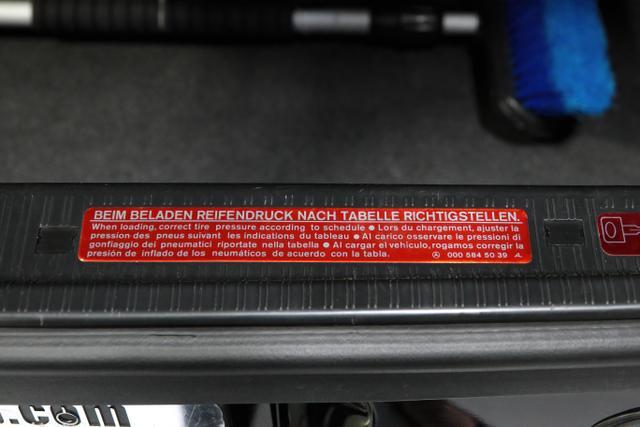 BEIM BELADEN REIFENDRUCK NACH TABELLE RICHTIGSTELLEN.
When loading, correct tire pressure according to schedule ● Lors du chargement, ajuster la
pression des pneus suivant les indications du tableau ● Al carico osservare le pressioni di
gonfiaggio dei pneumatici riportate nella tabella ● Al cargar el vehiculo, rogamos corregir la
presión de inflado de los neumáticos de acuerdo con la tabla. 000 584 50 39
.com